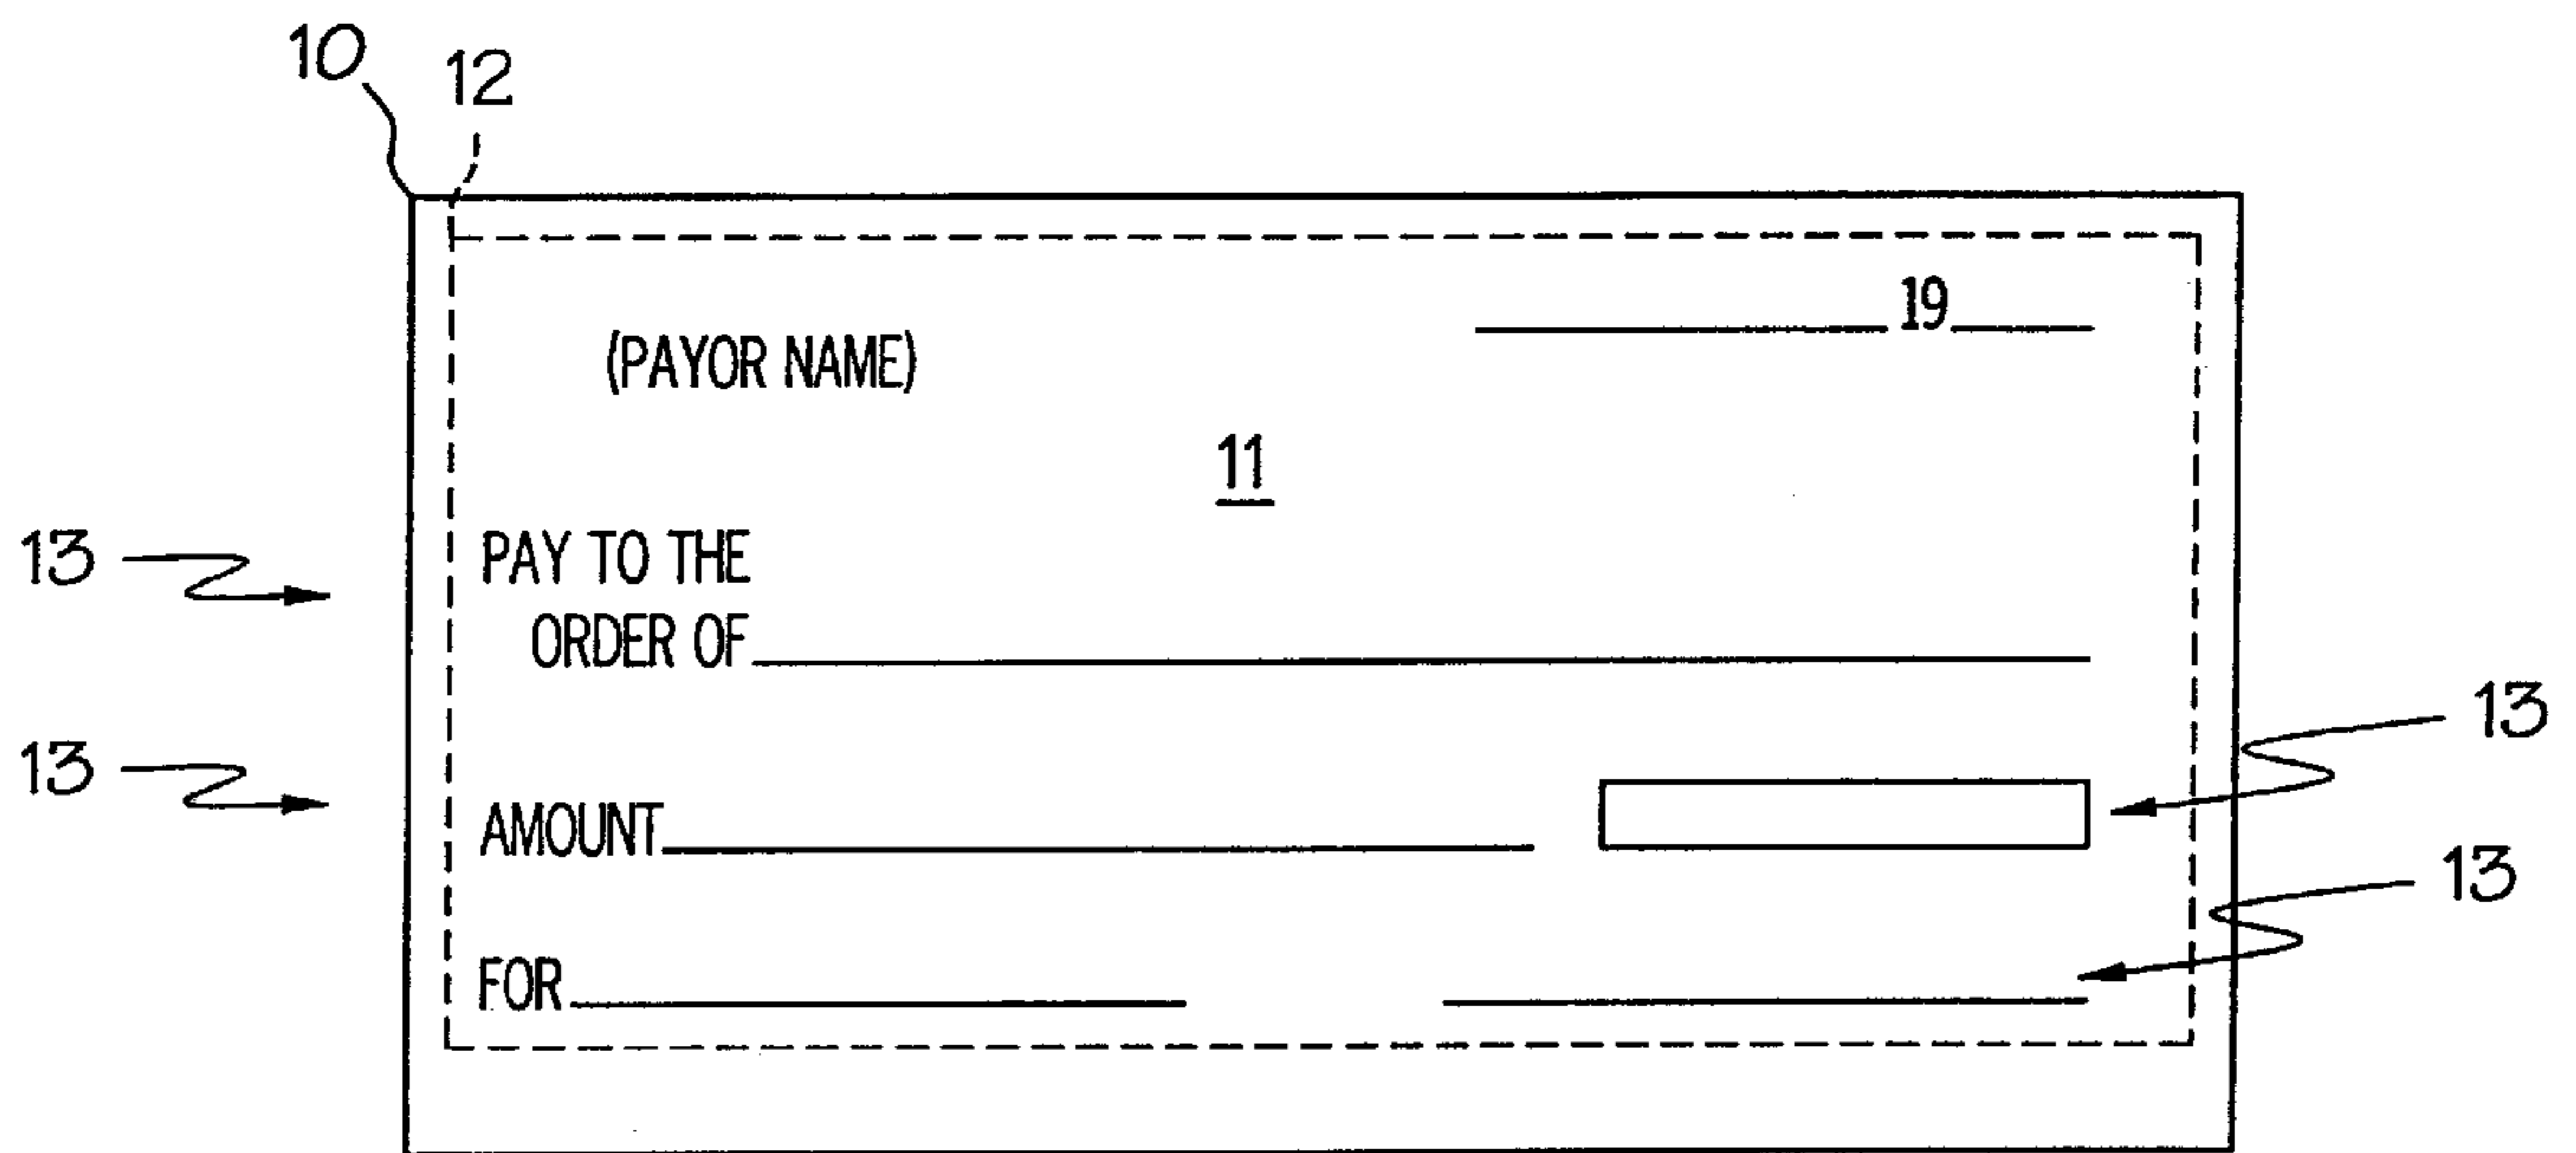 10
12
19
(PAYOR NAME)
11
13
PAY TO THE
ORDER OF
13
13
AMOUNT
13
FOR